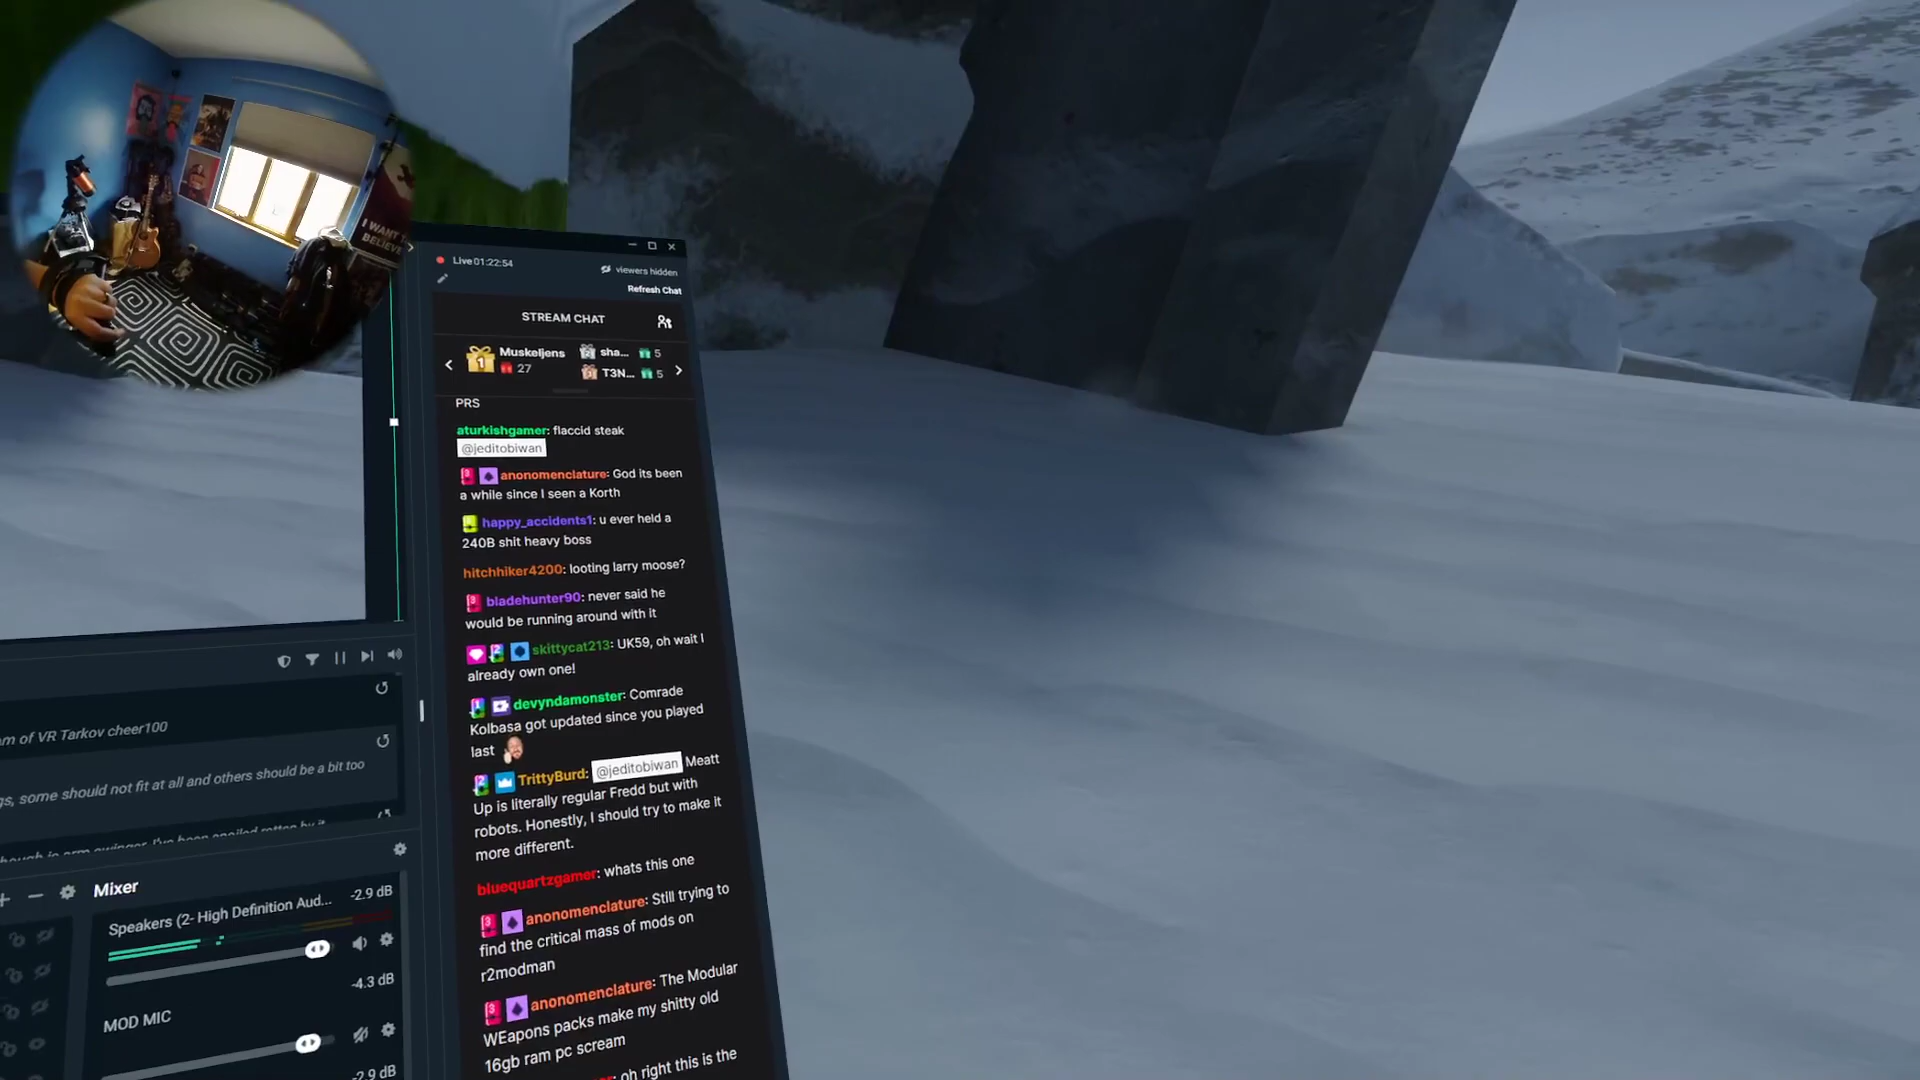 I WANT T
BELIEVE
Live 01:22:54
viewers hidden
Refresh Chat
STREAM CHAT
1 Muskeljens
27
sha... 5
T3N... 5
PRS
aturkishgamer: flaccid steak
@jeditobiwan
anonomenclature: God its been
a while since I seen a Korth
happy_accidents1: u ever held a
240B shit heavy boss
hitchhiker4200: looting larry moose?
bladehunter90: never said he
would be running around with it
skittycat213: UK59, oh wait I
already own one!
devyndamonster: Comrade
Kolbasa got updated since you played
last
TrittyBurd: @jeditobiwan Meatt
Up is literally regular Fredd but with
robots. Honestly, I should try to make it
more different.
bluequartzgamer: whats this one
anonomenclature: Still trying to
find the critical mass of mods on
r2modman
anonomenclature: The Modular
WEapons packs make my shitty old
16gb ram pc scream
: oh right this is the
am of VR Tarkov cheer100
gs, some should not fit at all and others should be a bit too
Mixer
Speakers (2- High Definition Aud...
-2.9 dB
-4.3 dB
MOD MIC
-2.9 dB